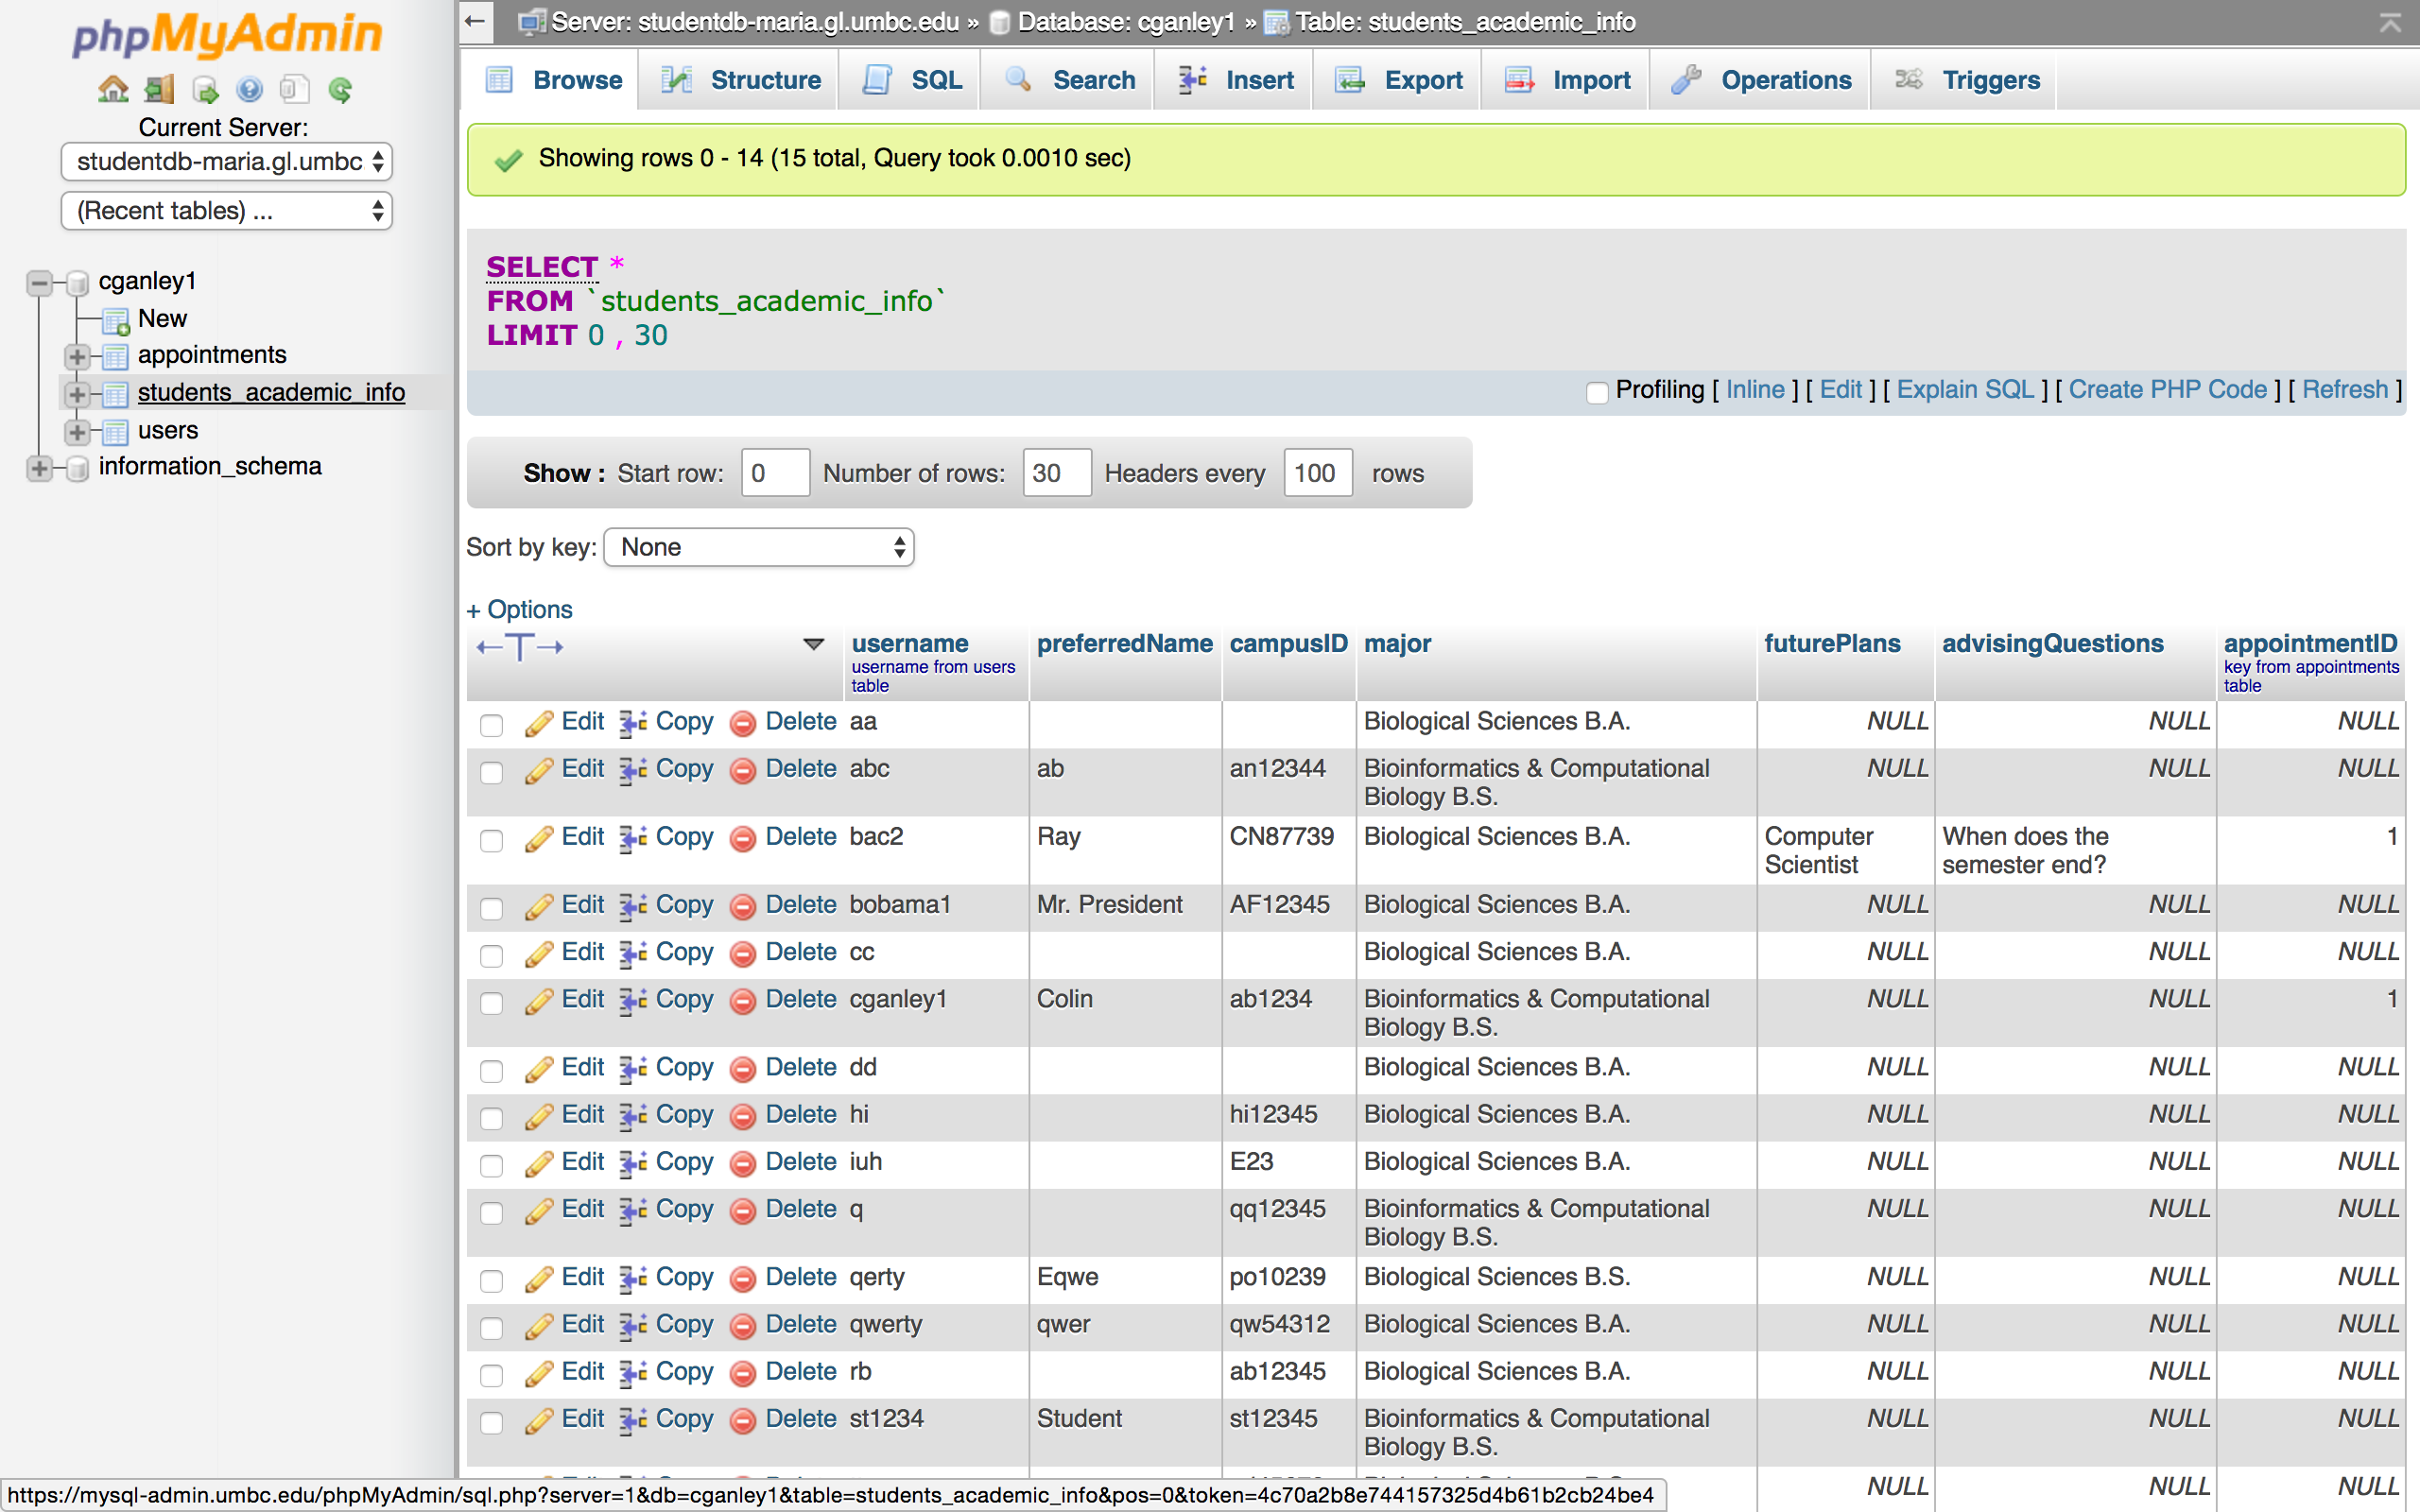 phpMyAdmin
Current Server:
studentdb-maria.gl.umbc
(Recent tables) ...
cganley1
New
appointments
students_academic_info
users
information_schema
Server: studentdb-maria.gl.umbc.edu » Database: cganley1 » Table: students_academic_info
Browse Structure SQL Search Insert Export Import Operations Triggers
Showing rows 0 - 14 (15 total, Query took 0.0010 sec)
SELECT *
FROM `students_academic_info`
LIMIT 0 , 30
Profiling [ Inline ] [ Edit ] [ Explain SQL ] [ Create PHP Code ] [ Refresh ]
Show : Start row: 0 Number of rows: 30 Headers every 100 rows
Sort by key: None
+ Options
←T→ username preferredName campusID major futurePlans advisingQuestions appointmentID
username from users key from appointments
table table
Edit Copy Delete aa Biological Sciences B.A. NULL NULL NULL
Edit Copy Delete abc ab an12344 Bioinformatics & Computational NULL NULL NULL
Biology B.S.
Edit Copy Delete bac2 Ray CN87739 Biological Sciences B.A. Computer When does the 1
Scientist semester end?
Edit Copy Delete bobama1 Mr. President AF12345 Biological Sciences B.A. NULL NULL NULL
Edit Copy Delete cc Biological Sciences B.A. NULL NULL NULL
Edit Copy Delete cganley1 Colin ab1234 Bioinformatics & Computational NULL NULL 1
Biology B.S.
Edit Copy Delete dd Biological Sciences B.A. NULL NULL NULL
Edit Copy Delete hi hi12345 Biological Sciences B.A. NULL NULL NULL
Edit Copy Delete iuh E23 Biological Sciences B.A. NULL NULL NULL
Edit Copy Delete q qq12345 Bioinformatics & Computational NULL NULL NULL
Biology B.S.
Edit Copy Delete qerty Eqwe po10239 Biological Sciences B.S. NULL NULL NULL
Edit Copy Delete qwerty qwer qw54312 Biological Sciences B.A. NULL NULL NULL
Edit Copy Delete rb ab12345 Biological Sciences B.A. NULL NULL NULL
Edit Copy Delete st1234 Student st12345 Bioinformatics & Computational NULL NULL NULL
Biology B.S.
NULL NULL NULL
https://mysql-admin.umbc.edu/phpMyAdmin/sql.php?server=1&db=cganley1&table=students_academic_info&pos=0&token=4c70a2b8e744157325d4b61b2cb24be4